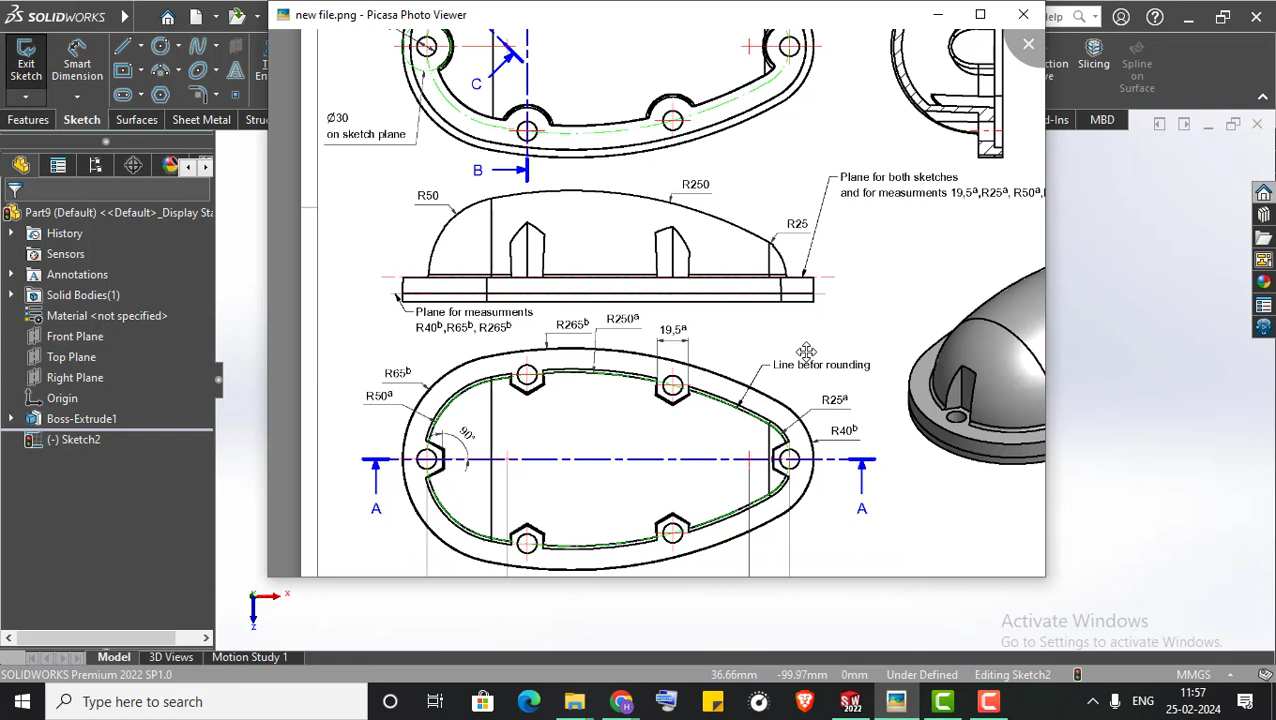 SOLIDWORKS
new file.png - Picasa Photo Viewer
Help
Exit
Sketch
Smart
Dimension
Slicing
on
Surface
Features
Sketch
Surfaces
Sheet Metal
MBD
Part9 (Default) <<Default>_Display Sta
History
Sensors
Annotations
Solid Bodies(1)
Material <not specified>
Front Plane
Top Plane
Right Plane
Origin
Boss-Extrude1
(-) Sketch2
C
Ø30
on sketch plane
B
Plane for both sketches
and for measurments 19,5ª,R25ª, R50ª,
R50
R250
R25
Plane for measurments
R40ᵇ,R65ᵇ, R265ᵇ
R265ᵇ
R250ª
19,5ª
Line befor rounding
R65ᵇ
R50ª
90°
R25ª
R40ᵇ
A
A
x
z
Activate Windows
Go to Settings to activate Windows.
Model
3D Views
Motion Study 1
SOLIDWORKS Premium 2022 SP1.0
36.66mm
-99.97mm
0mm
Under Defined
Editing Sketch2
MMGS
Type here to search
SW
2022
ENG
11:57
25-02-2024